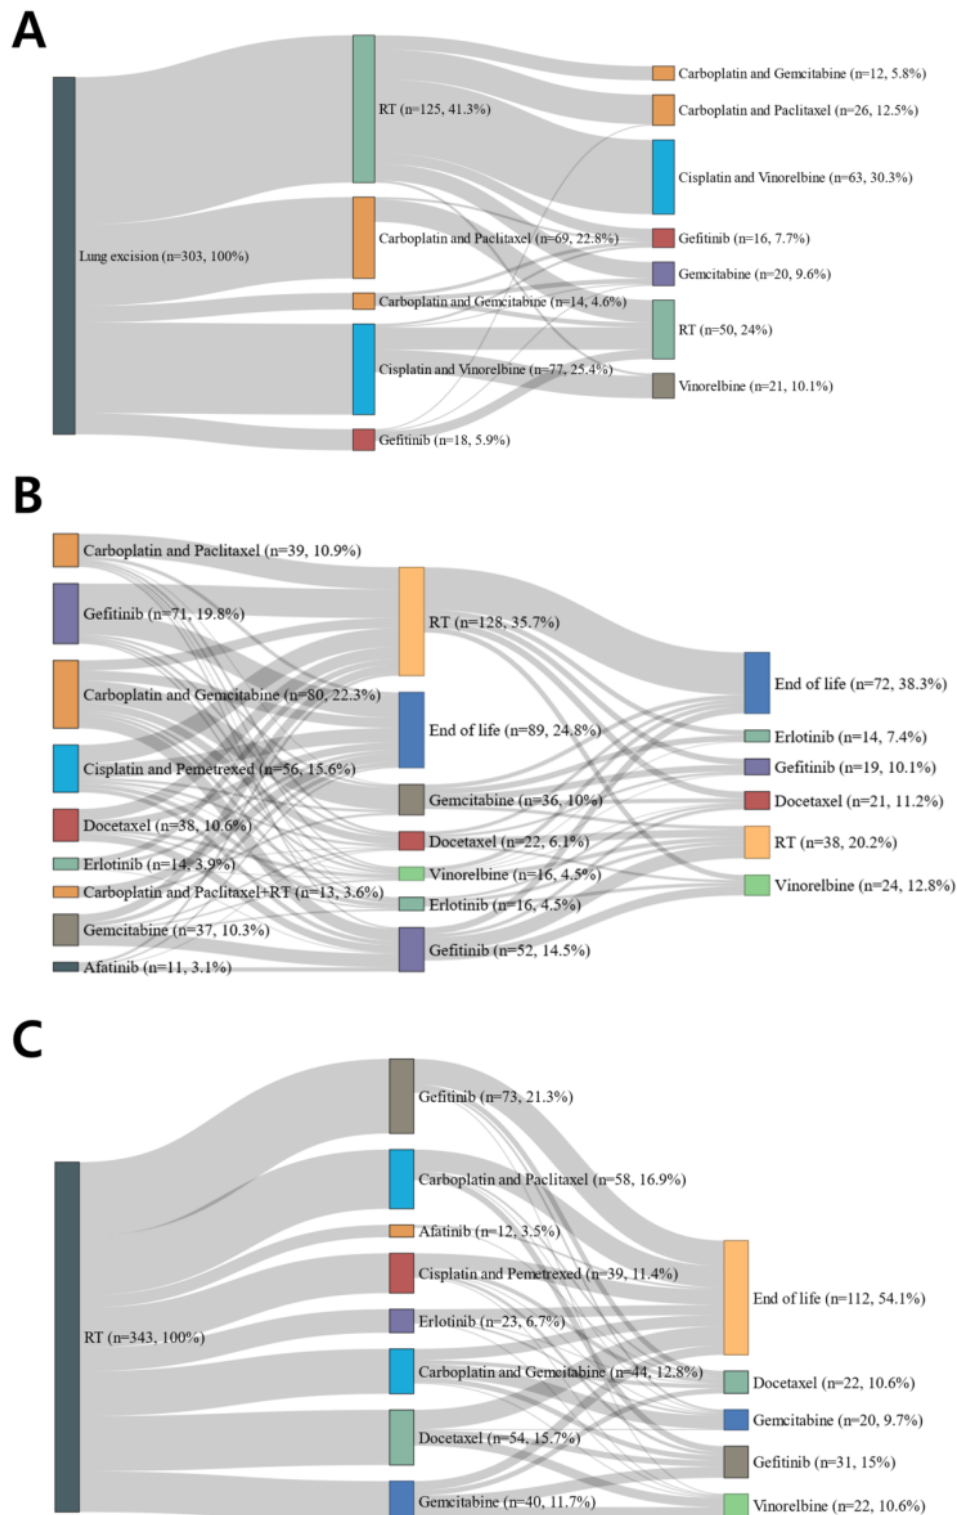 A
Lung excision (n=303, 100%)
RT (n=125, 41.3%)
Carboplatin and Paclitaxel (n=69, 22.8%)
Carboplatin and Gemcitabine (n=14, 4.6%)
Cisplatin and Vinorelbine (n=77, 25.4%)
Gefitinib (n=18, 5.9%)
Carboplatin and Gemcitabine (n=12, 5.8%)
Carboplatin and Paclitaxel (n=26, 12.5%)
Cisplatin and Vinorelbine (n=63, 30.3%)
Gefitinib (n=16, 7.7%)
Gemcitabine (n=20, 9.6%)
RT (n=50, 24%)
Vinorelbine (n=21, 10.1%)
B
Carboplatin and Paclitaxel (n=39, 10.9%)
Gefitinib (n=71, 19.8%)
Carboplatin and Gemcitabine (n=80, 22.3%)
Cisplatin and Pemetrexed (n=56, 15.6%)
Docetaxel (n=38, 10.6%)
Erlotinib (n=14, 3.9%)
Carboplatin and Paclitaxel+RT (n=13, 3.6%)
Gemcitabine (n=37, 10.3%)
Afatinib (n=11, 3.1%)
RT (n=128, 35.7%)
End of life (n=89, 24.8%)
Gemcitabine (n=36, 10%)
Docetaxel (n=22, 6.1%)
Vinorelbine (n=16, 4.5%)
Erlotinib (n=16, 4.5%)
Gefitinib (n=52, 14.5%)
End of life (n=72, 38.3%)
Erlotinib (n=14, 7.4%)
Gefitinib (n=19, 10.1%)
Docetaxel (n=21, 11.2%)
RT (n=38, 20.2%)
Vinorelbine (n=24, 12.8%)
C
RT (n=343, 100%)
Gefitinib (n=73, 21.3%)
Carboplatin and Paclitaxel (n=58, 16.9%)
Afatinib (n=12, 3.5%)
Cisplatin and Pemetrexed (n=39, 11.4%)
Erlotinib (n=23, 6.7%)
Carboplatin and Gemcitabine (n=44, 12.8%)
Docetaxel (n=54, 15.7%)
Gemcitabine (n=40, 11.7%)
End of life (n=112, 54.1%)
Docetaxel (n=22, 10.6%)
Gemcitabine (n=20, 9.7%)
Gefitinib (n=31, 15%)
Vinorelbine (n=22, 10.6%)